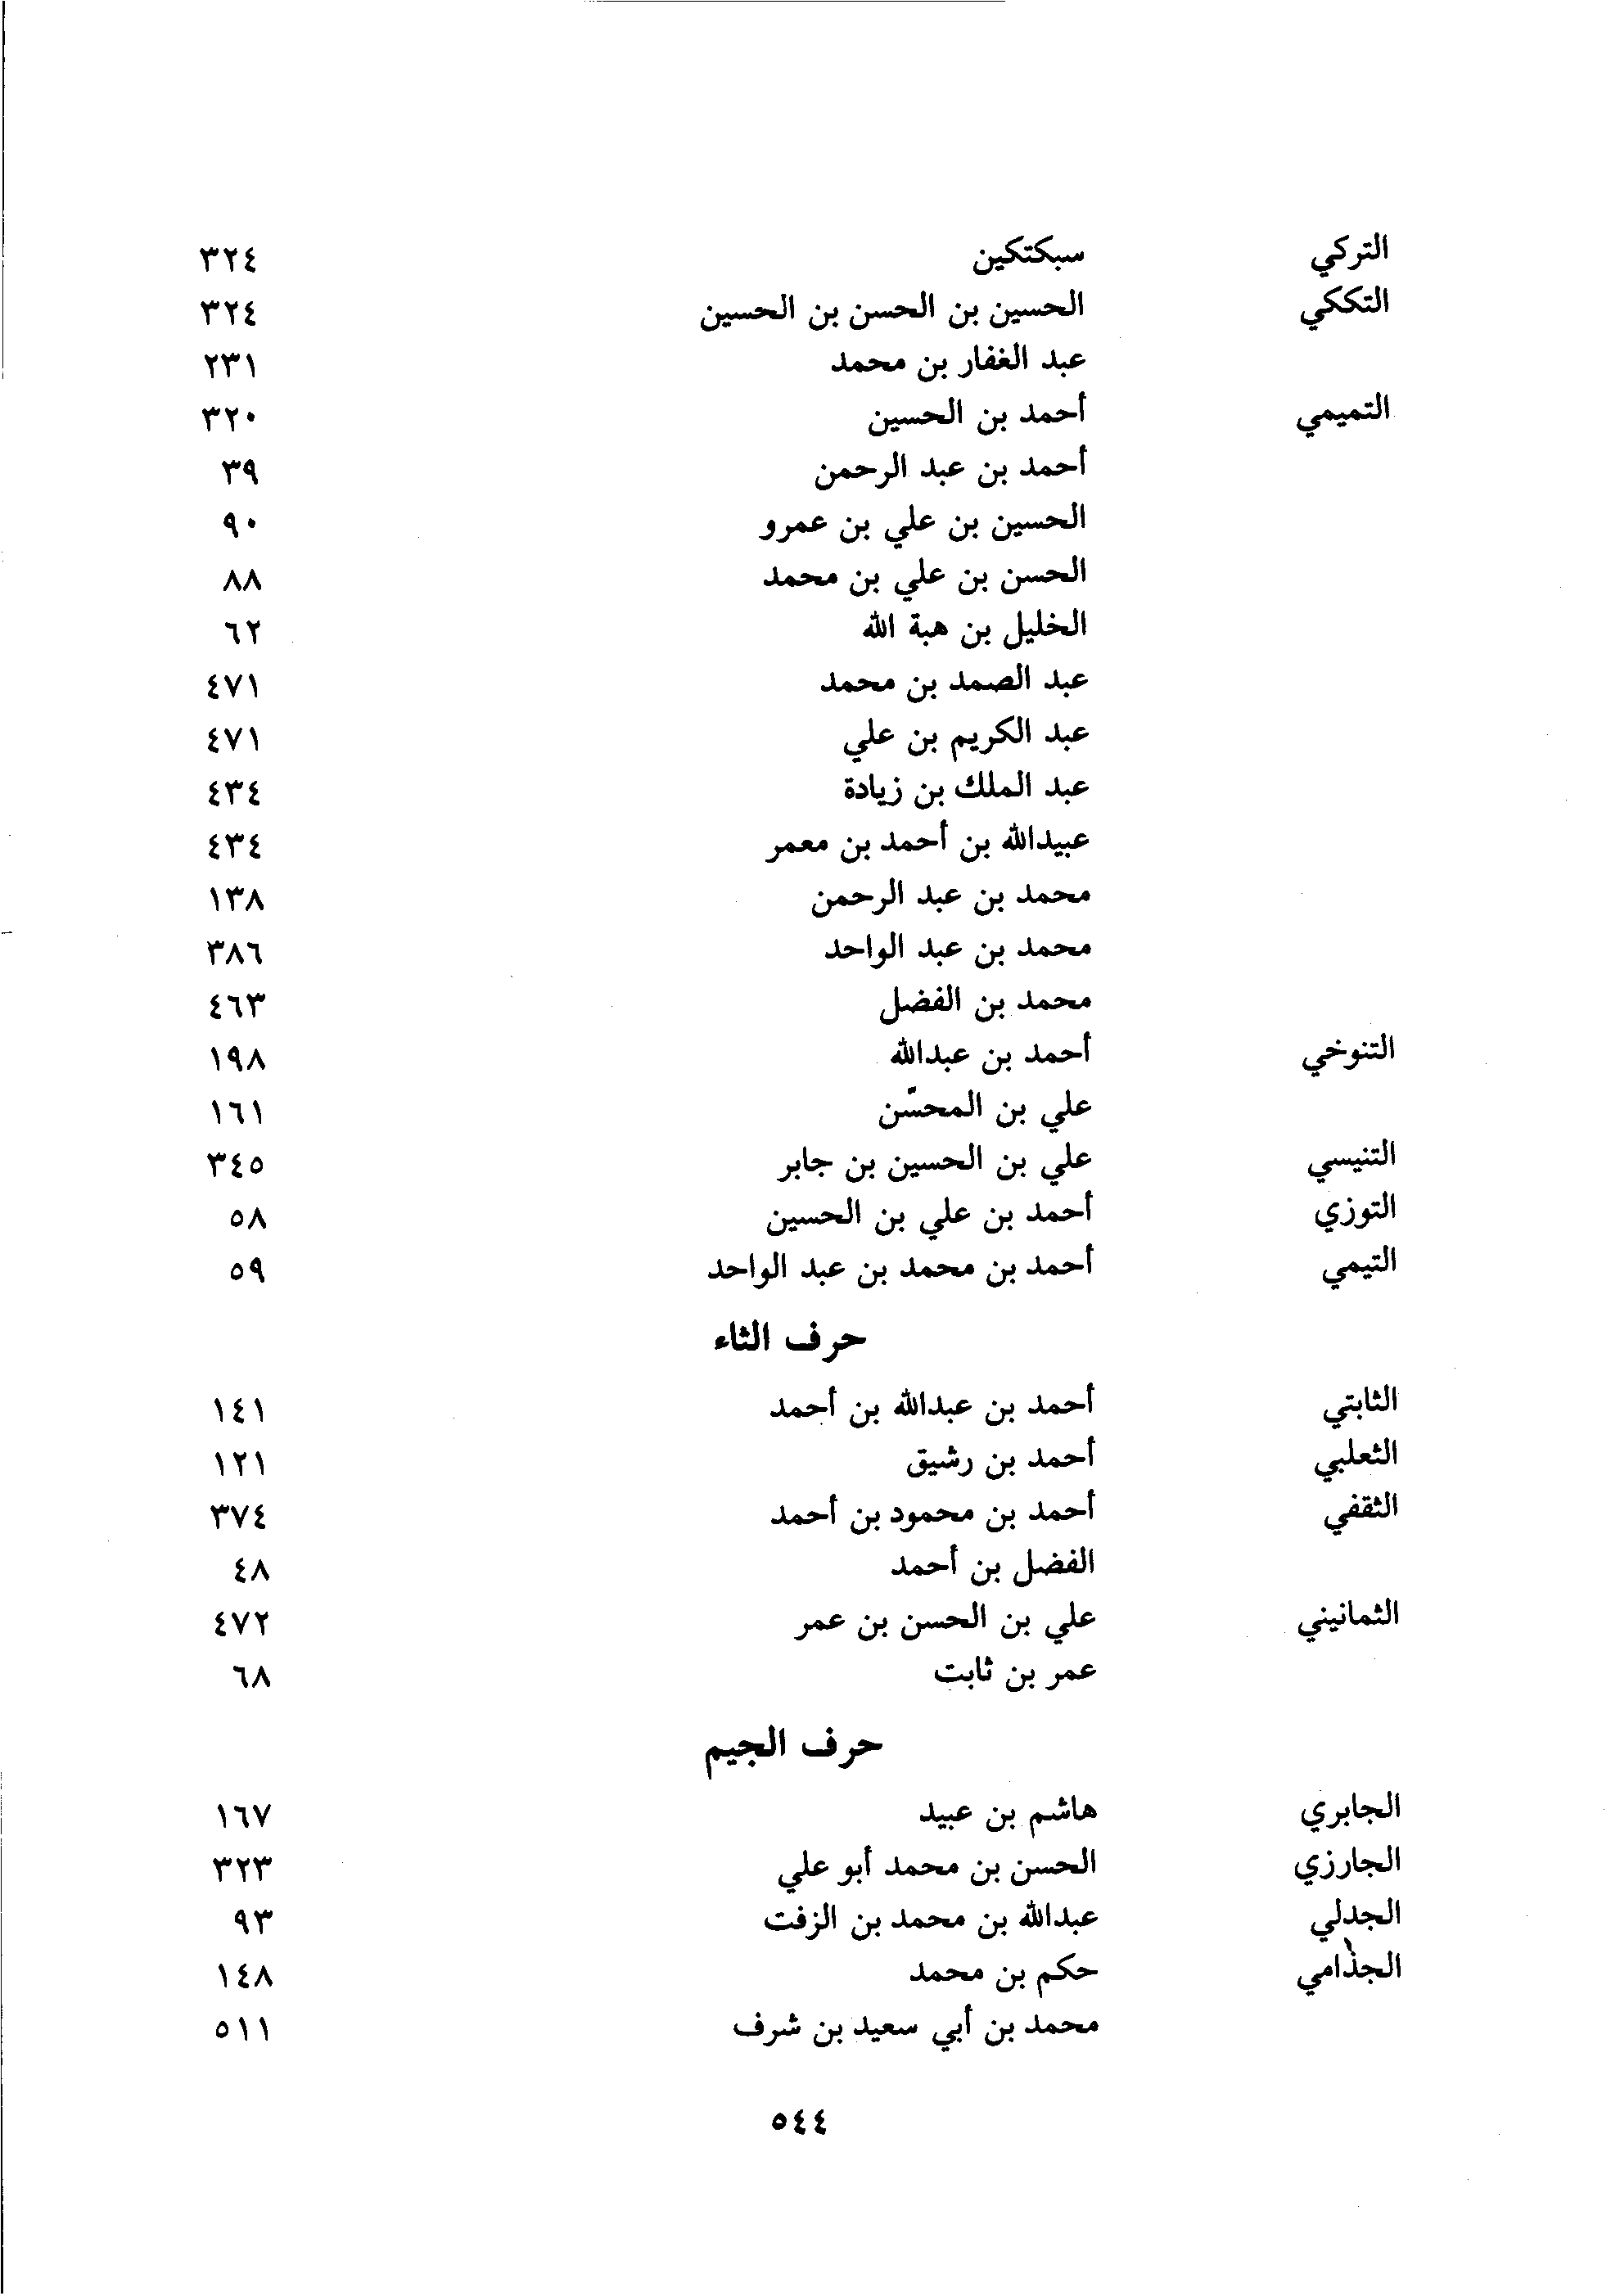 التركي سبكتكين ٣٢٤
التككي الحسين بن الحسن بن الحسين ٣٢٤
عبد الغفار بن محمد ٢٣١
التميمي أحمد بن الحسين ٣٢٠
أحمد بن عبد الرحمن ٣٩
الحسين بن علي بن عمرو ٩٠
الحسن بن علي بن محمد ٨٨
الخليل بن هبة الله ٦٢
عبد الصمد بن محمد ٤٧١
عبد الكريم بن علي ٤٧١
عبد الملك بن زيادة ٤٣٤
عبيدالله بن أحمد بن معمر ٤٣٤
محمد بن عبد الرحمن ١٣٨
محمد بن عبد الواحد ٣٨٦
محمد بن الفضل ٤٦٣
التنوخي أحمد بن عبدالله ١٩٨
علي بن المحسّن ١٦١
التنيسي علي بن الحسين بن جابر ٣٤٥
التوزي أحمد بن علي بن الحسين ٥٨
التيمي أحمد بن محمد بن عبد الواحد ٥٩
حرف الثاء
الثابتي أحمد بن عبدالله بن أحمد ١٤١
الثعلبي أحمد بن رشيق ١٢١
الثقفي أحمد بن محمود بن أحمد ٣٧٤
الفضل بن أحمد ٤٨
الثمانيني علي بن الحسن بن عمر ٤٧٢
عمر بن ثابت ٦٨
حرف الجيم
الجابري هاشم بن عبيد ١٦٧
الجارزي الحسن بن محمد أبو علي ٣٢٣
الجدلي عبدالله بن محمد بن الزفت ٩٣
الجذامي حكم بن محمد ١٤٨
محمد بن أبي سعيد بن شرف ٥١١
٥٤٤